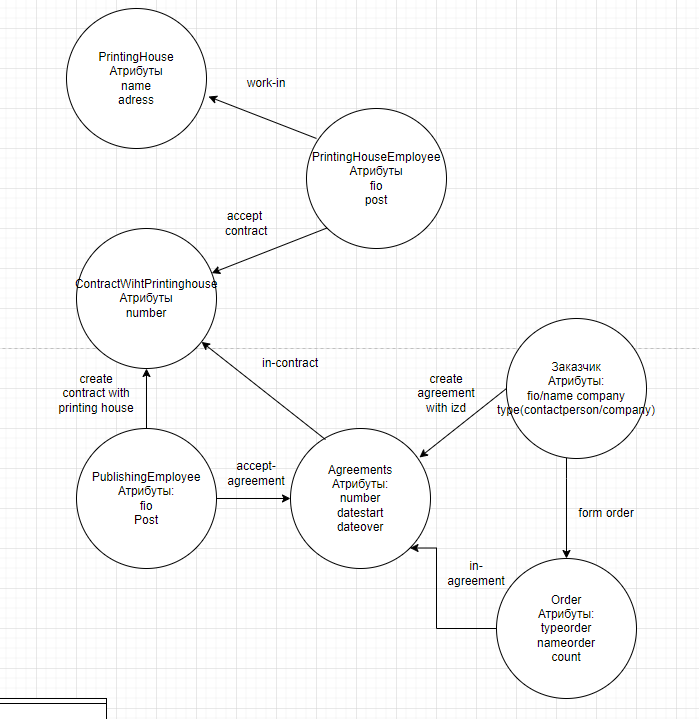 PrintingHouse
Атрибуты
name
adress
work-in
PrintingHouseEmployee
Атрибуты
fio
post
accept
contract
ContractWihtPrintinghouse
Атрибуты
number
in-contract
create
contract with
printing house
create
agreement
with izd
Заказчик
Атрибуты:
fio/name company
type(contactperson/company)
PublishingEmployee
Атрибуты:
fio
Post
accept-
agreement
Agreements
Атрибуты:
number
datestart
dateover
form order
in-
agreement
Order
Атрибуты:
typeorder
nameorder
count